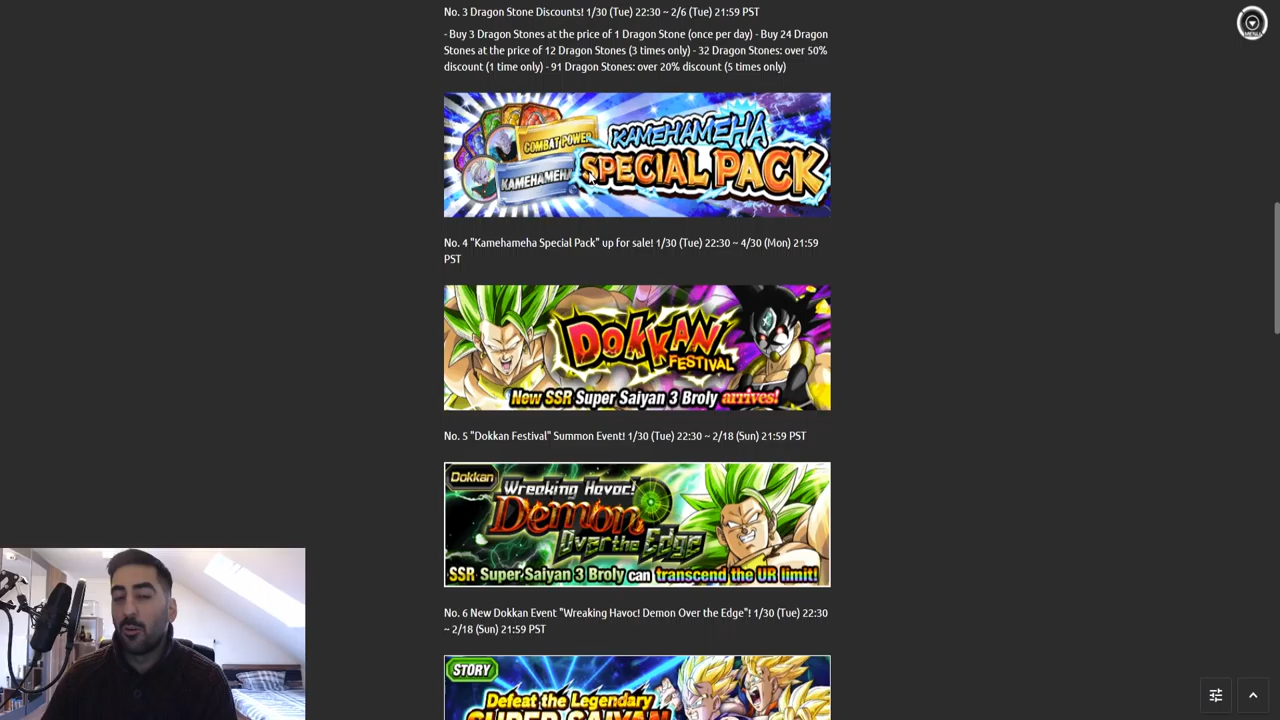 No. 3 Dragon Stone Discounts! 1/30 (Tue) 22:30 ~ 2/6 (Tue) 21:59 PST
- Buy 3 Dragon Stones at the price of 1 Dragon Stone (once per day) - Buy 24 Dragon
Stones at the price of 12 Dragon Stones (3 times only) - 32 Dragon Stones: over 50%
discount (1 time only) - 91 Dragon Stones: over 20% discount (5 times only)
MENU
COMBAT POWER
KAMEHAMEHA
KAMEHAMEHA
SPECIAL PACK
No. 4 "Kamehameha Special Pack" up for sale! 1/30 (Tue) 22:30 ~ 4/30 (Mon) 21:59
PST
DOKKAN
FESTIVAL
New SSR Super Saiyan 3 Broly arrives!
No. 5 "Dokkan Festival" Summon Event! 1/30 (Tue) 22:30 ~ 2/18 (Sun) 21:59 PST
Dokkan
Wreaking Havoc!
Demon
Over the Edge
SSR Super Saiyan 3 Broly can transcend the UR limit!
No. 6 New Dokkan Event "Wreaking Havoc! Demon Over the Edge"! 1/30 (Tue) 22:30
~ 2/18 (Sun) 21:59 PST
STORY
Defeat the Legendary
SUPER SAIYAN